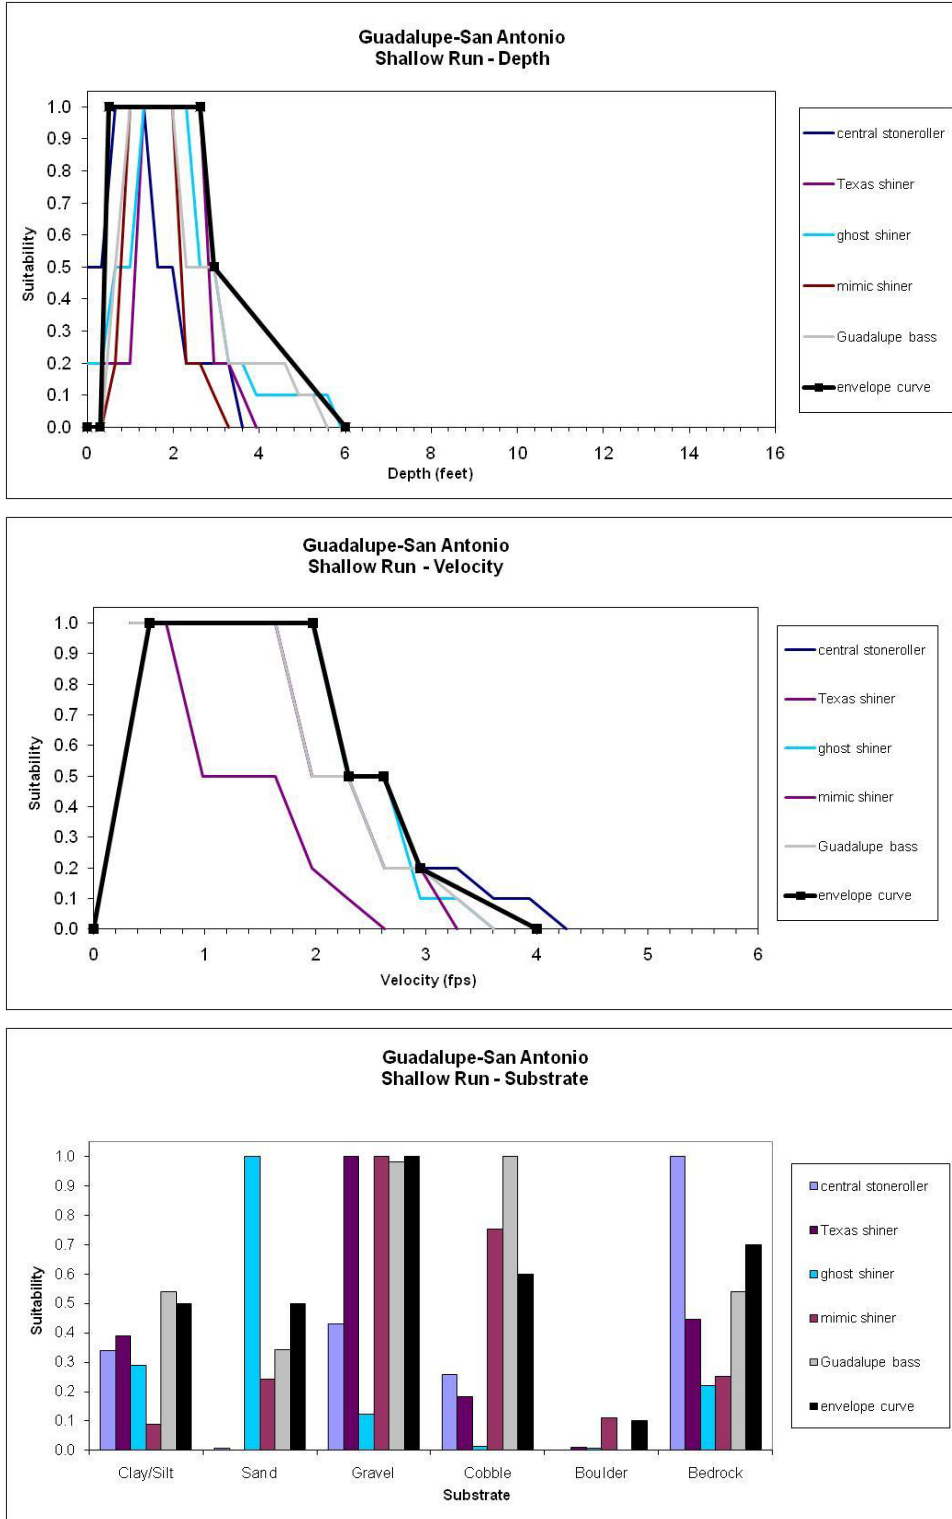 Guadalupe-San Antonio
Shallow Run - Depth
1.0
0.9
0.8
0.7
0.6
0.5
0.4
0.3
0.2
0.1
0.0
Suitability
0 2 4 6 8 10 12 14 16
Depth (feet)
central stoneroller
Texas shiner
ghost shiner
mimic shiner
Guadalupe bass
envelope curve
Guadalupe-San Antonio
Shallow Run - Velocity
1.0
0.9
0.8
0.7
0.6
0.5
0.4
0.3
0.2
0.1
0.0
Suitability
0 1 2 3 4 5 6
Velocity (fps)
central stoneroller
Texas shiner
ghost shiner
mimic shiner
Guadalupe bass
envelope curve
Guadalupe-San Antonio
Shallow Run - Substrate
1.0
0.9
0.8
0.7
0.6
0.5
0.4
0.3
0.2
0.1
0.0
Suitability
Clay/Silt Sand Gravel Cobble Boulder Bedrock
Substrate
central stoneroller
Texas shiner
ghost shiner
mimic shiner
Guadalupe bass
envelope curve